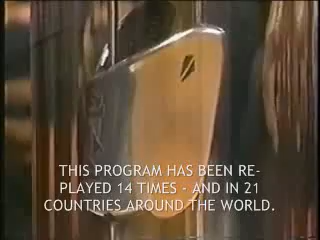 THIS PROGRAM HAS BEEN RE-
PLAYED 14 TIMES - AND IN 21
COUNTRIES AROUND THE WORLD.